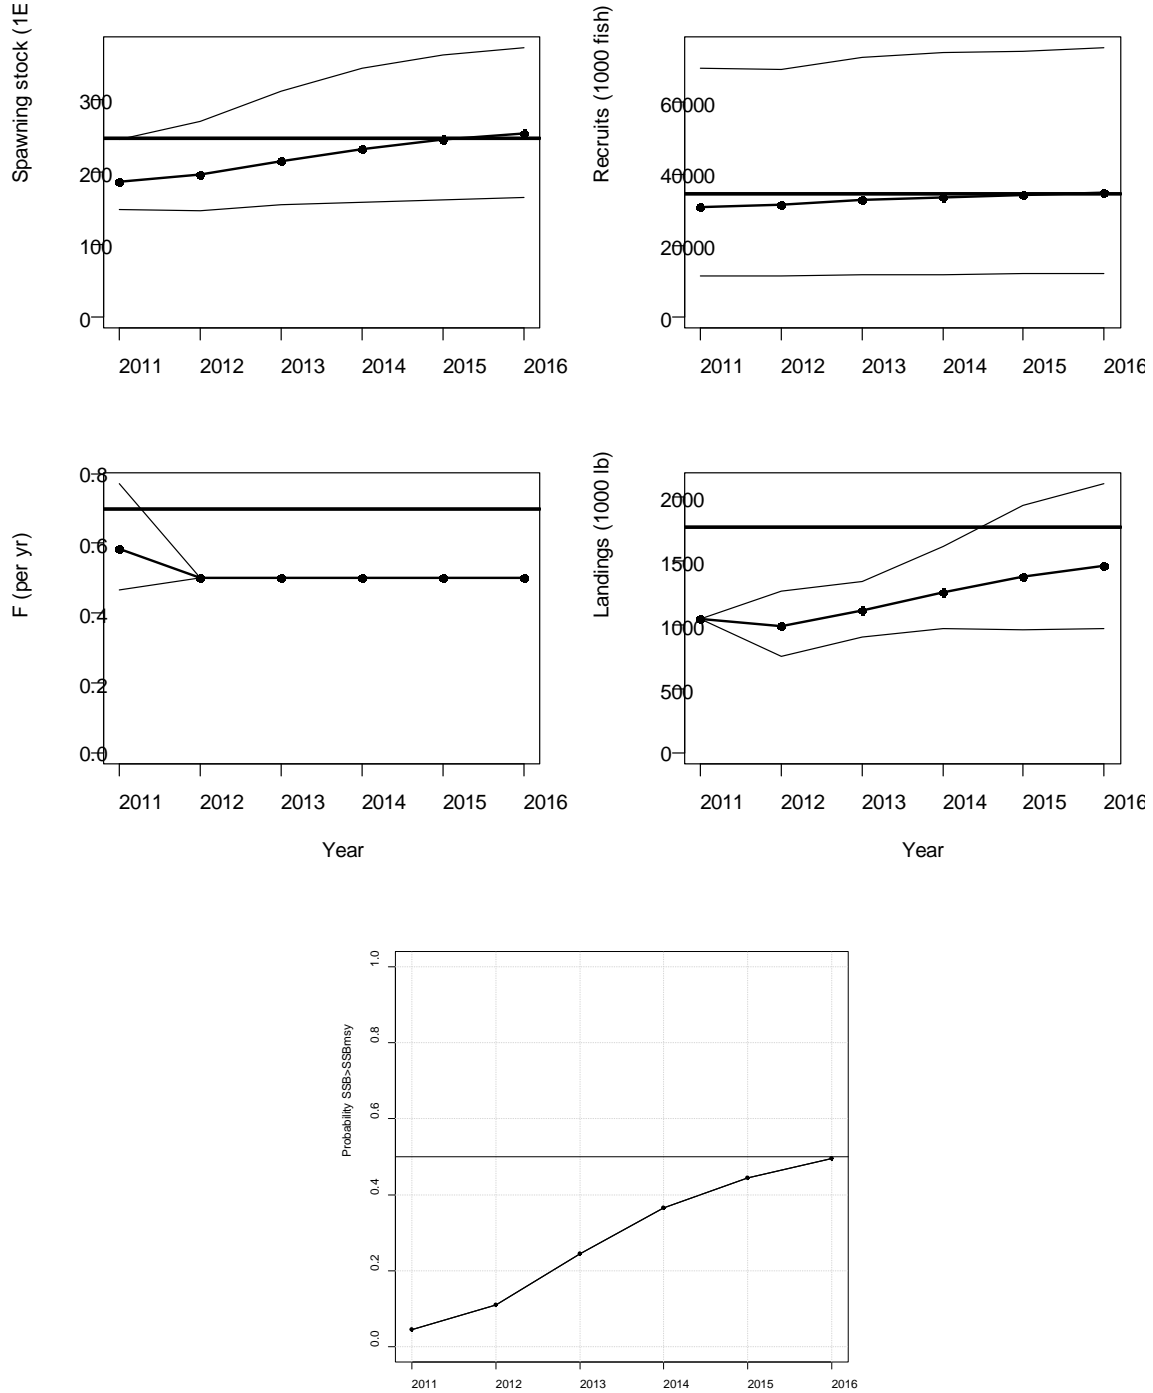 Spawning stock (1E
300
200
100
0
2011 2012 2013 2014 2015 2016
Recruits (1000 fish)
60000
40000
20000
0
2011 2012 2013 2014 2015 2016
F (per yr)
0.8
0.6
0.4
0.2
0.0
2011 2012 2013 2014 2015 2016
Year
Landings (1000 lb)
2000
1500
1000
500
0
2011 2012 2013 2014 2015 2016
Year
Probability SSB>SSBmsy
1.0
0.8
0.6
0.4
0.2
0.0
2011 2012 2013 2014 2015 2016